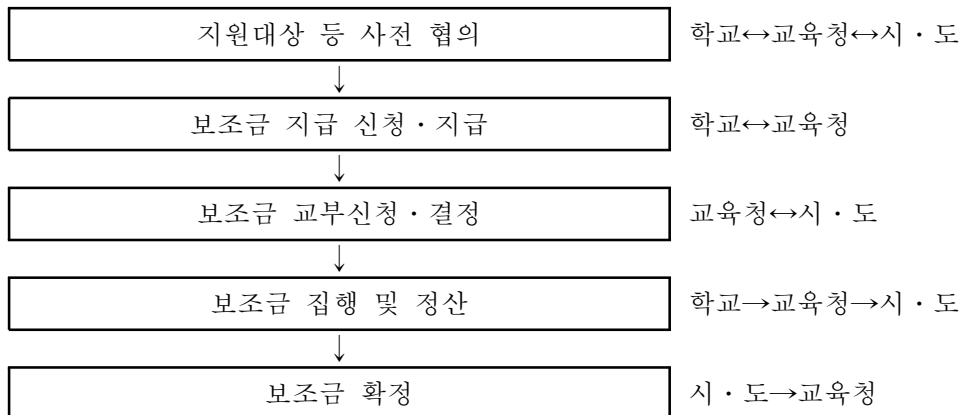 지원대상 등 사전 협의 학교↔교육청↔시・도
↓
보조금 지급 신청・지급 학교↔교육청
↓
보조금 교부신청・결정 교육청↔시・도
↓
보조금 집행 및 정산 학교→교육청→시・도
↓
보조금 확정 시・도→교육청